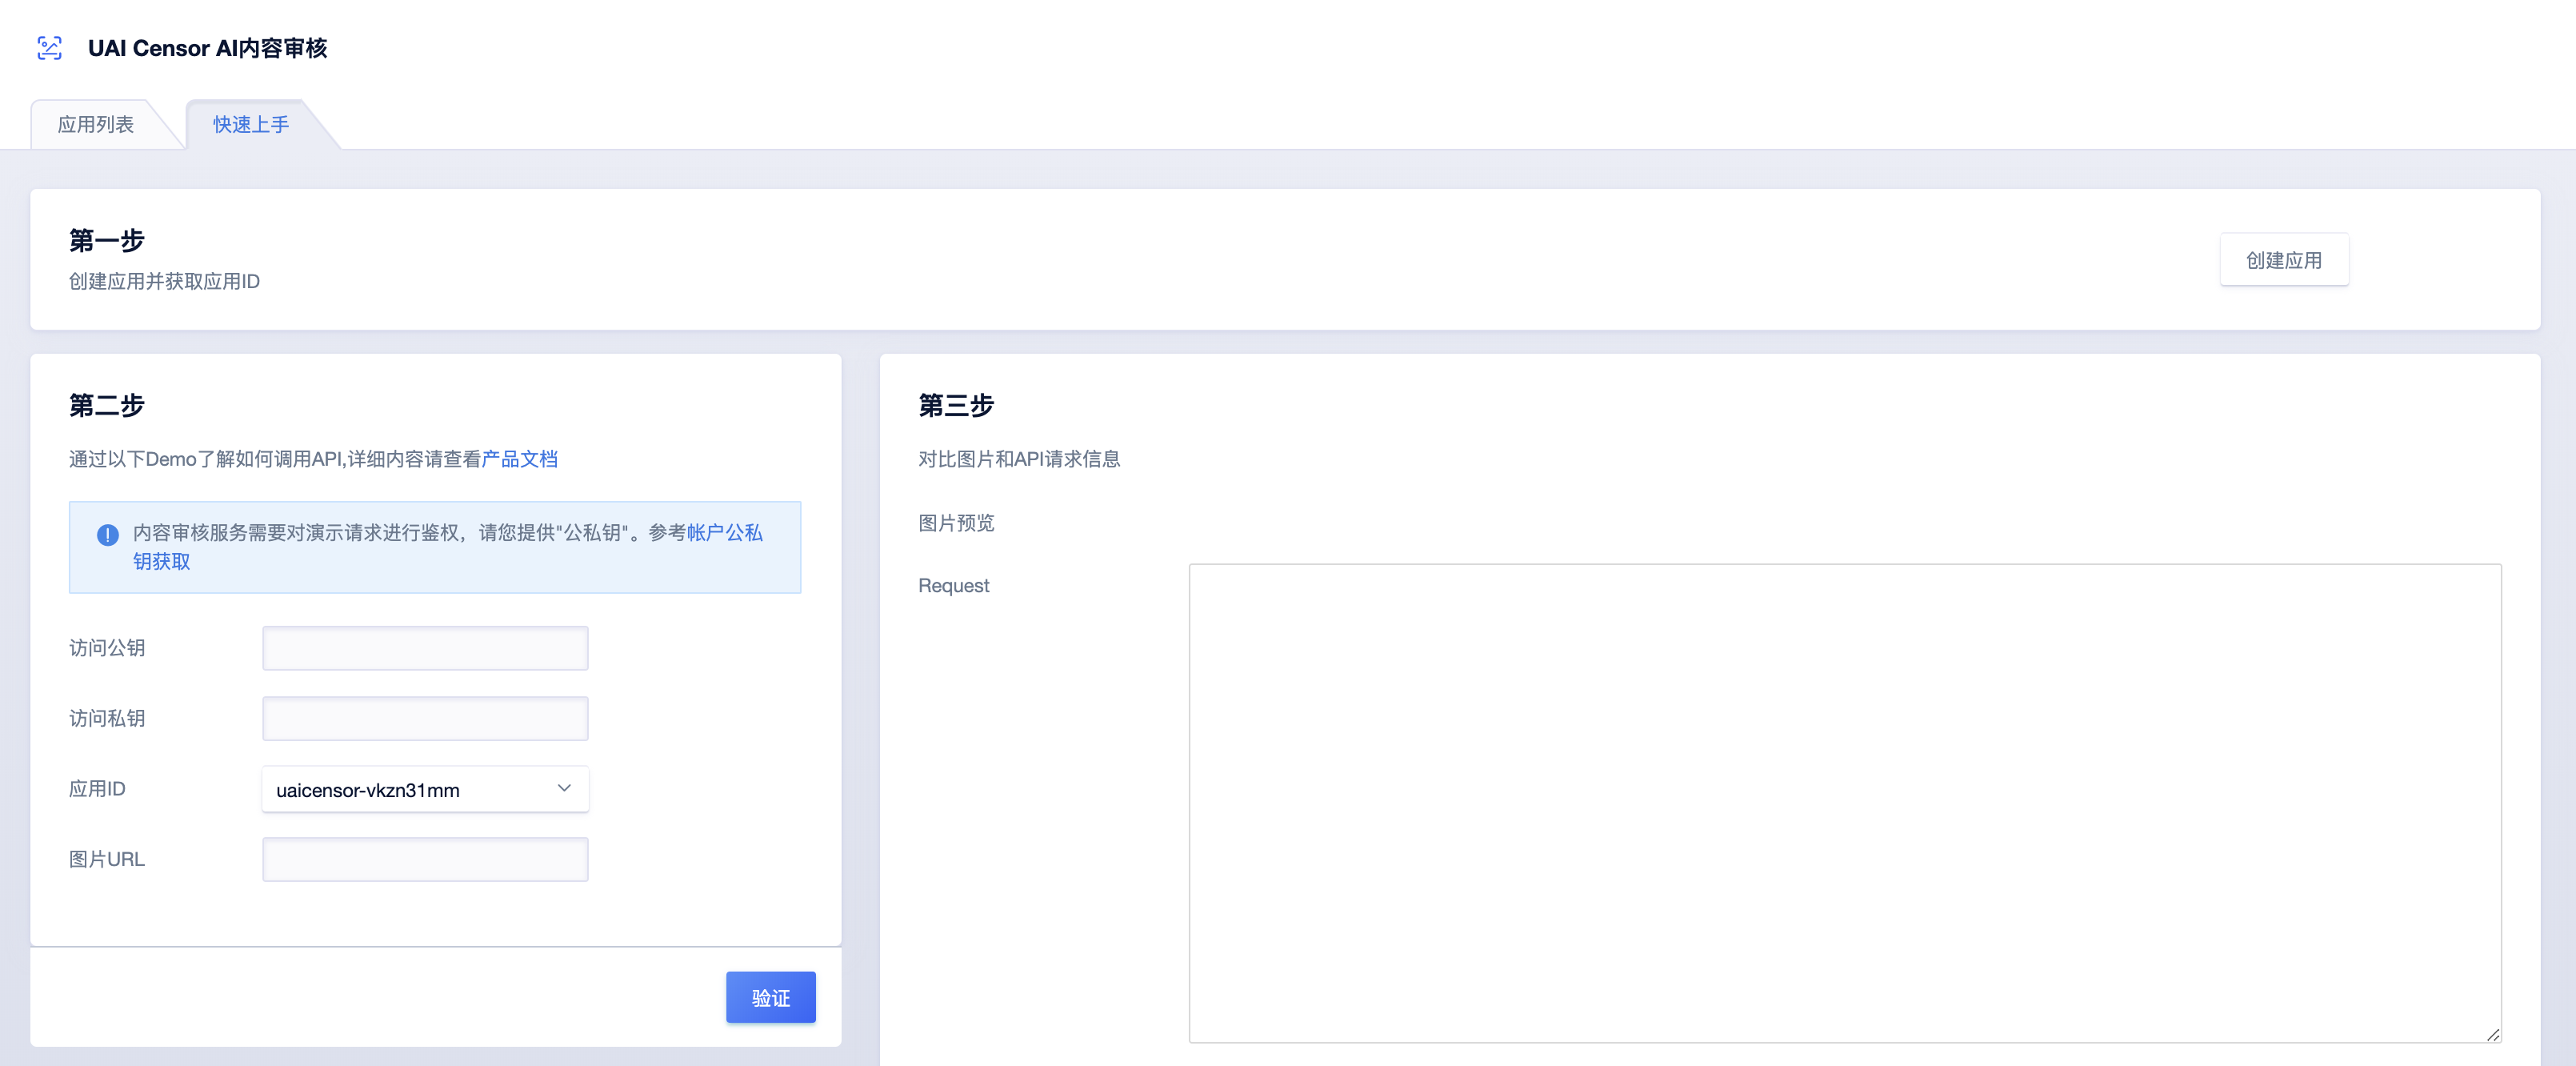 UAI Censor AI内容审核
应用列表
快速上手
第一步
创建应用并获取应用ID
创建应用
第二步
通过以下Demo了解如何调用API,详细内容请查看产品文档
内容审核服务需要对演示请求进行鉴权，请您提供"公私钥"。参考帐户公私
钥获取
访问公钥
访问私钥
应用ID
uaicensor-vkzn31mm
图片URL
验证
第三步
对比图片和API请求信息
图片预览
Request